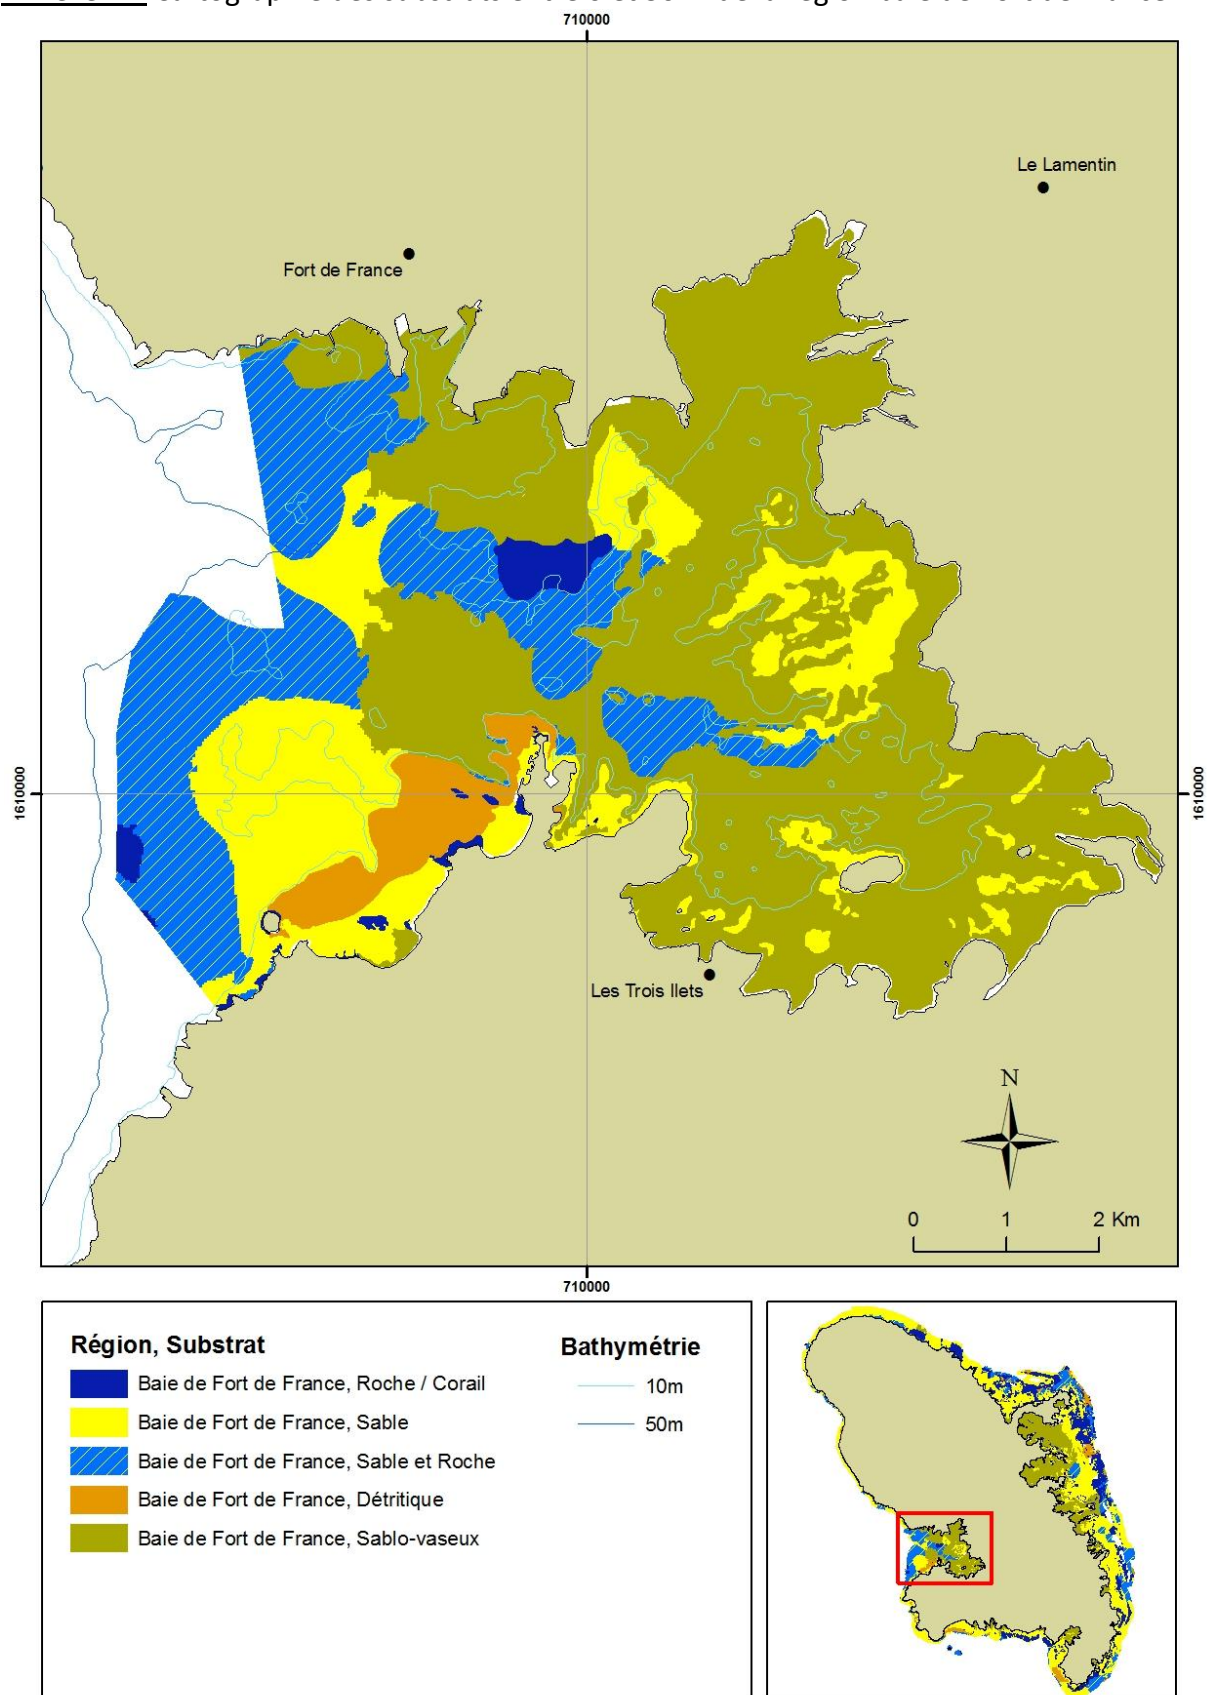 710000
Le Lamentin
Fort de France
1610000
1610000
Les Trois Ilets
N
0 1 2 Km
710000
Région, Substrat
Baie de Fort de France, Roche / Corail
Baie de Fort de France, Sable
Baie de Fort de France, Sable et Roche
Baie de Fort de France, Détritique
Baie de Fort de France, Sablo-vaseux
Bathymétrie
10m
50m